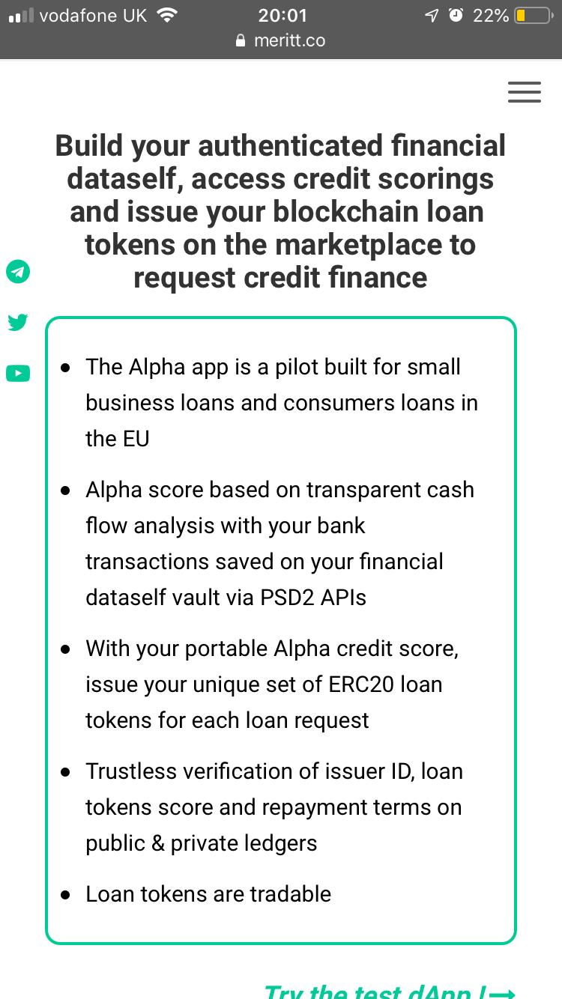 vodafone UK 20:01 22%
meritt.co
Build your authenticated financial
dataself, access credit scorings
and issue your blockchain loan
tokens on the marketplace to
request credit finance
• The Alpha app is a pilot built for small
business loans and consumers loans in
the EU
• Alpha score based on transparent cash
flow analysis with your bank
transactions saved on your financial
dataself vault via PSD2 APIs
• With your portable Alpha credit score,
issue your unique set of ERC20 loan
tokens for each loan request
• Trustless verification of issuer ID, loan
tokens score and repayment terms on
public & private ledgers
• Loan tokens are tradable
Try the test dApp !→